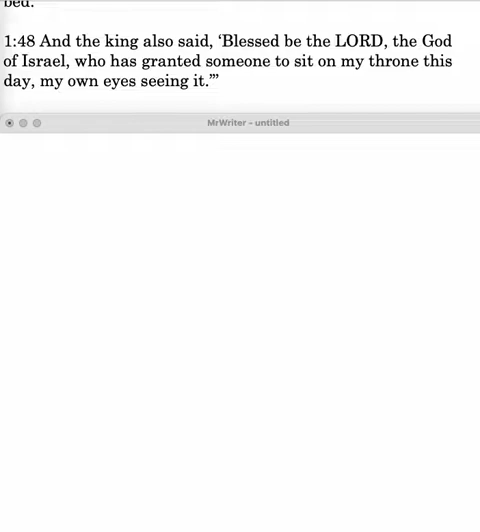 bed.
1:48 And the king also said, ‘Blessed be the LORD, the God
of Israel, who has granted someone to sit on my throne this
day, my own eyes seeing it.”’
MrWriter - untitled